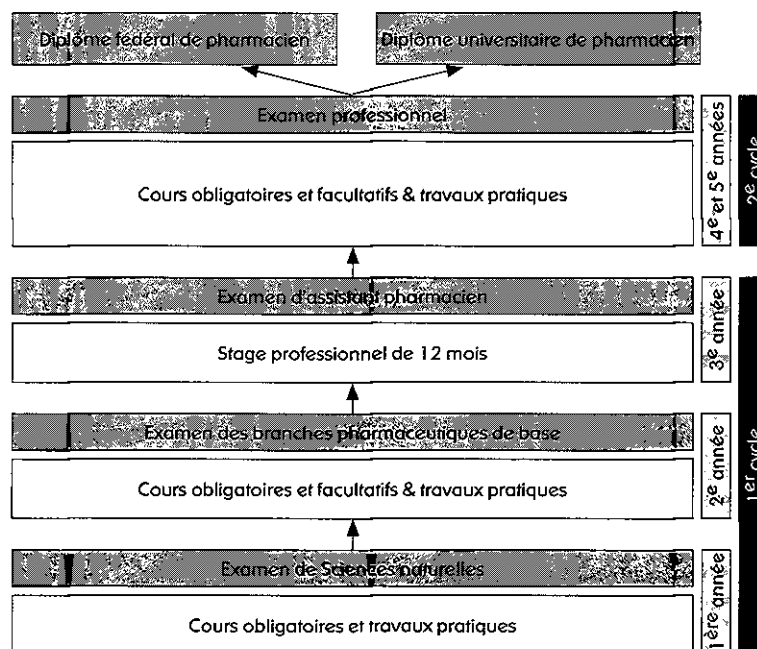 Diplôme fédéral de pharmacien
Diplôme universitaire de pharmacien
Examen professionnel
Cours obligatoires et facultatifs & travaux pratiques
4e et 5e années
2e cycle
Examen d'assistant pharmacien
Stage professionnel de 12 mois
3e année
Examen des branches pharmaceutiques de base
Cours obligatoires et facultatifs & travaux pratiques
2e année
1er cycle
Examen de Sciences naturelles
Cours obligatoires et travaux pratiques
1ère année